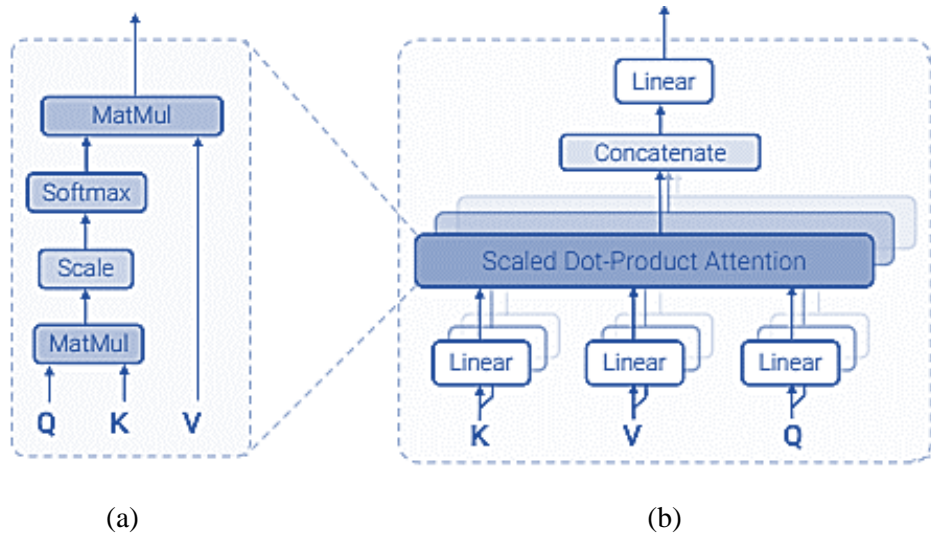 MatMul
Softmax
Scale
MatMul
Q K V
(a)
Linear
Concatenate
Scaled Dot-Product Attention
Linear Linear Linear
K V Q
(b)